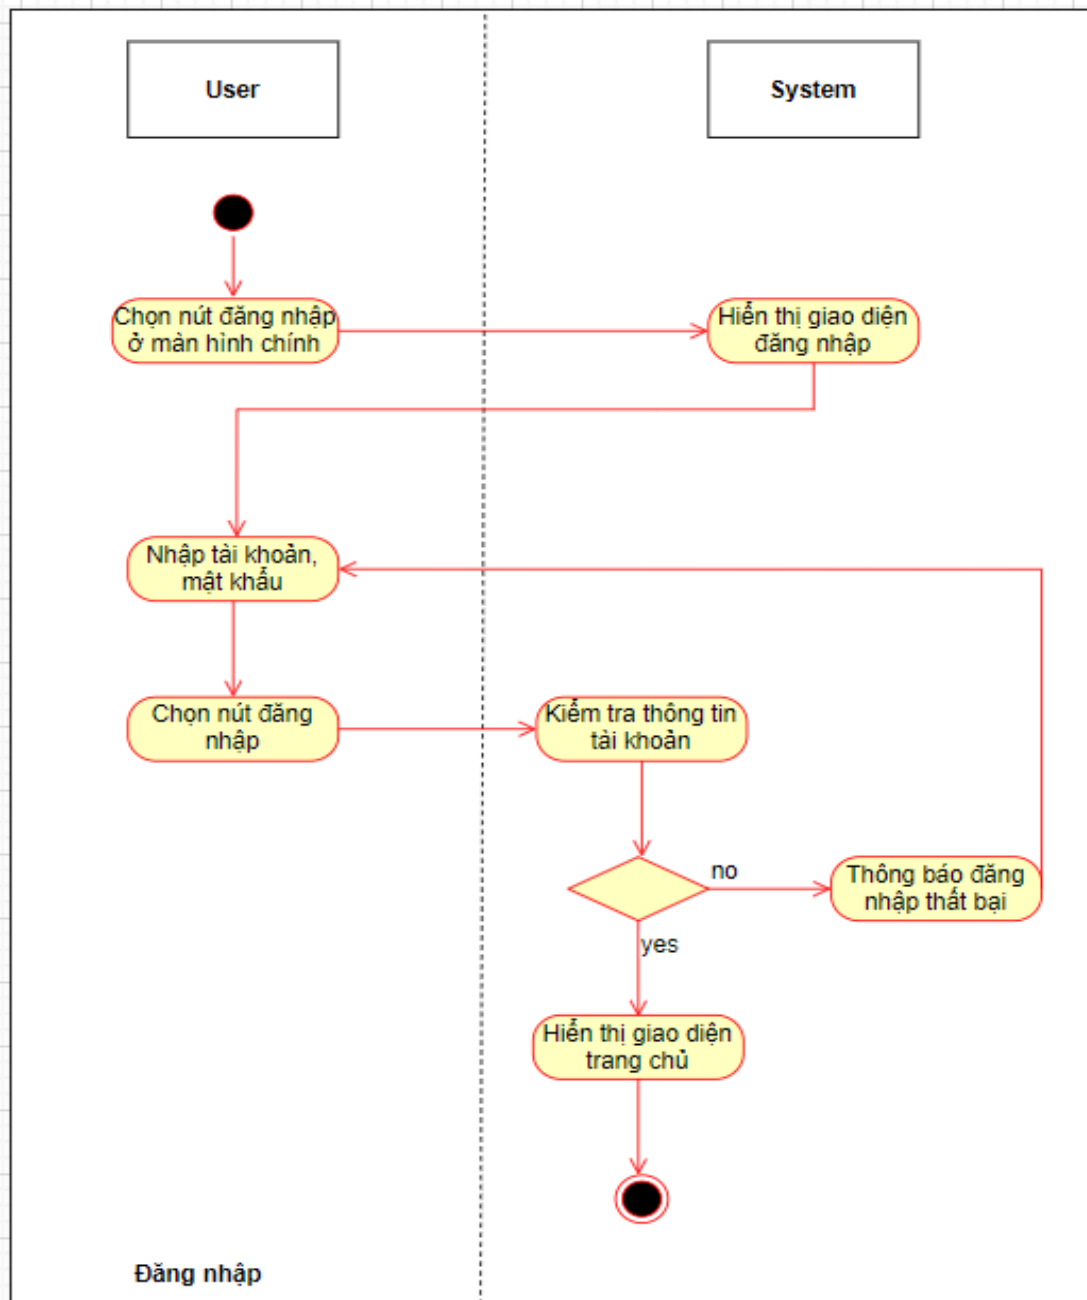 User
System
Chọn nút đăng nhập
ở màn hình chính
Hiển thị giao diện
đăng nhập
Nhập tài khoản,
mật khẩu
Chọn nút đăng
nhập
Kiểm tra thông tin
tài khoản
no
Thông báo đăng
nhập thất bại
yes
Hiển thị giao diện
trang chủ
Đăng nhập